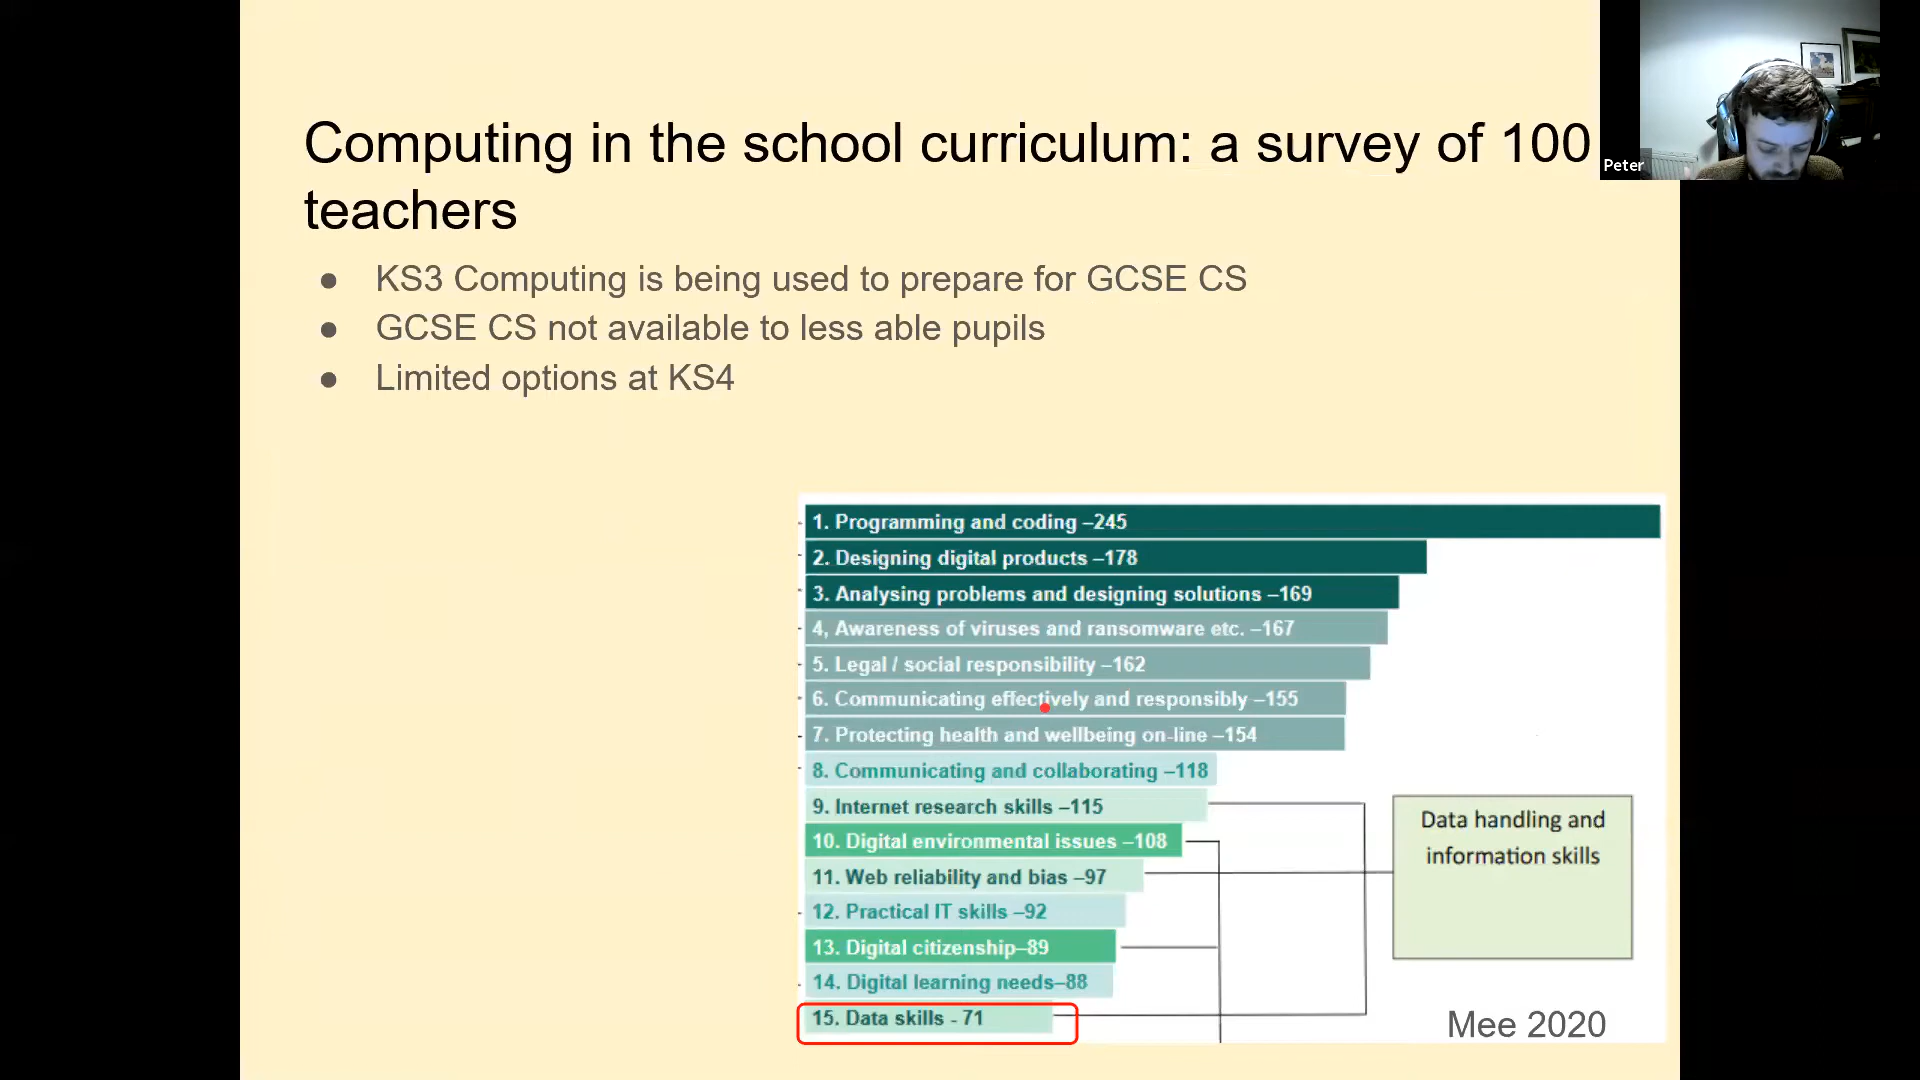 Computing in the school curriculum: a survey of 100
teachers
● KS3 Computing is being used to prepare for GCSE CS
● GCSE CS not available to less able pupils
● Limited options at KS4
Peter
1. Programming and coding –245
2. Designing digital products –178
3. Analysing problems and designing solutions –169
4, Awareness of viruses and ransomware etc. –167
5. Legal / social responsibility –162
6. Communicating effectively and responsibly –155
7. Protecting health and wellbeing on-line –154
8. Communicating and collaborating –118
9. Internet research skills –115
10. Digital environmental issues –108
11. Web reliability and bias –97
12. Practical IT skills –92
13. Digital citizenship–89
14. Digital learning needs–88
15. Data skills - 71
Data handling and
information skills
Mee 2020